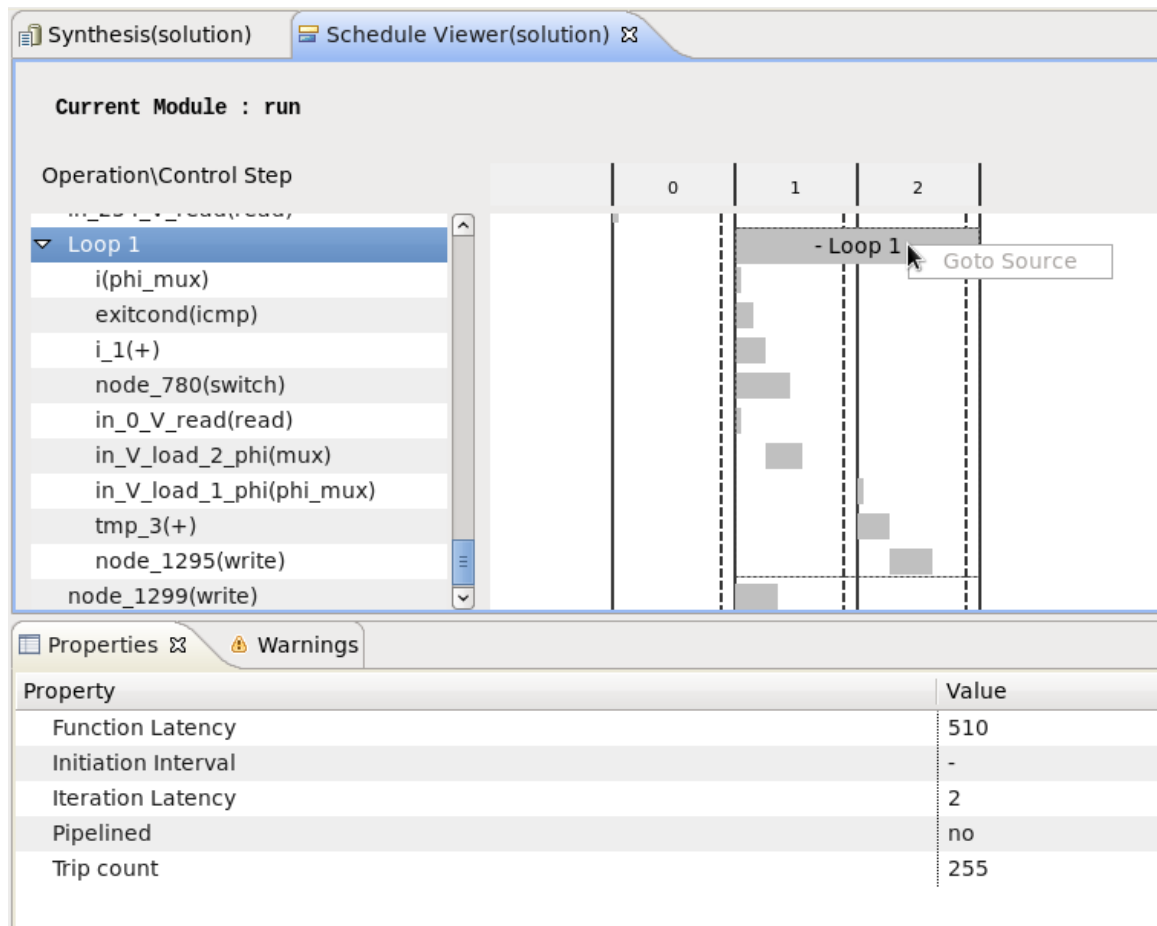 Synthesis(solution) Schedule Viewer(solution)
Current Module : run
Operation\Control Step 0 1 2
Loop 1 - Loop 1
Goto Source
i(phi_mux)
exitcond(icmp)
i_1(+)
node_780(switch)
in_0_V_read(read)
in_V_load_2_phi(mux)
in_V_load_1_phi(phi_mux)
tmp_3(+)
node_1295(write)
node_1299(write)
Properties Warnings
Property Value
Function Latency 510
Initiation Interval -
Iteration Latency 2
Pipelined no
Trip count 255